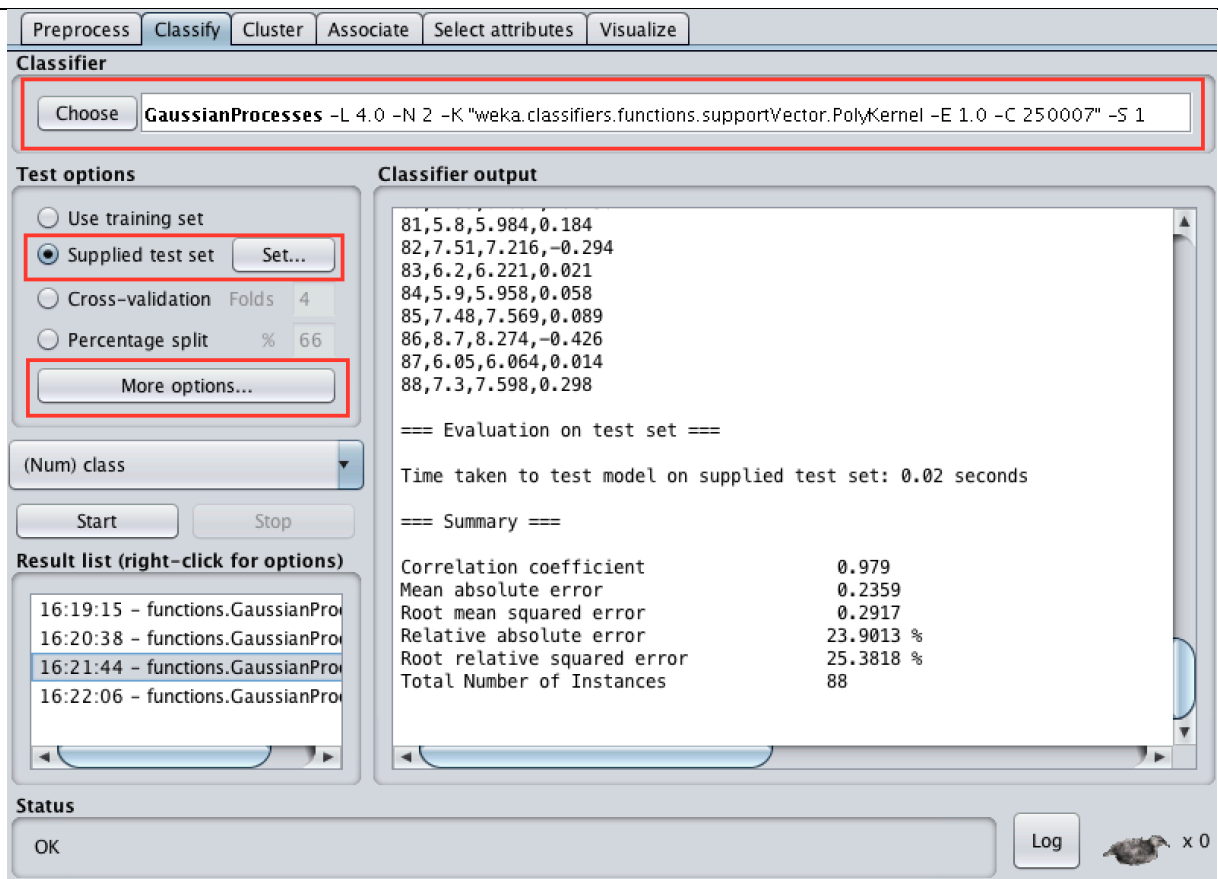 Preprocess Classify Cluster Associate Select attributes Visualize
Classifier
Choose GaussianProcesses -L 4.0 -N 2 -K "weka.classifiers.functions.supportVector.PolyKernel -E 1.0 -C 250007" -S 1
Test options
Use training set
Supplied test set Set...
Cross-validation Folds 4
Percentage split % 66
More options...
(Num) class
Start Stop
Result list (right-click for options)
16:19:15 - functions.GaussianPro
16:20:38 - functions.GaussianPro
16:21:44 - functions.GaussianPro
16:22:06 - functions.GaussianPro
Classifier output
81,5.8,5.984,0.184
82,7.51,7.216,-0.294
83,6.2,6.221,0.021
84,5.9,5.958,0.058
85,7.48,7.569,0.089
86,8.7,8.274,-0.426
87,6.05,6.064,0.014
88,7.3,7.598,0.298
=== Evaluation on test set ===
Time taken to test model on supplied test set: 0.02 seconds
=== Summary ===
Correlation coefficient 0.979
Mean absolute error 0.2359
Root mean squared error 0.2917
Relative absolute error 23.9013 %
Root relative squared error 25.3818 %
Total Number of Instances 88
Status
OK
Log x 0